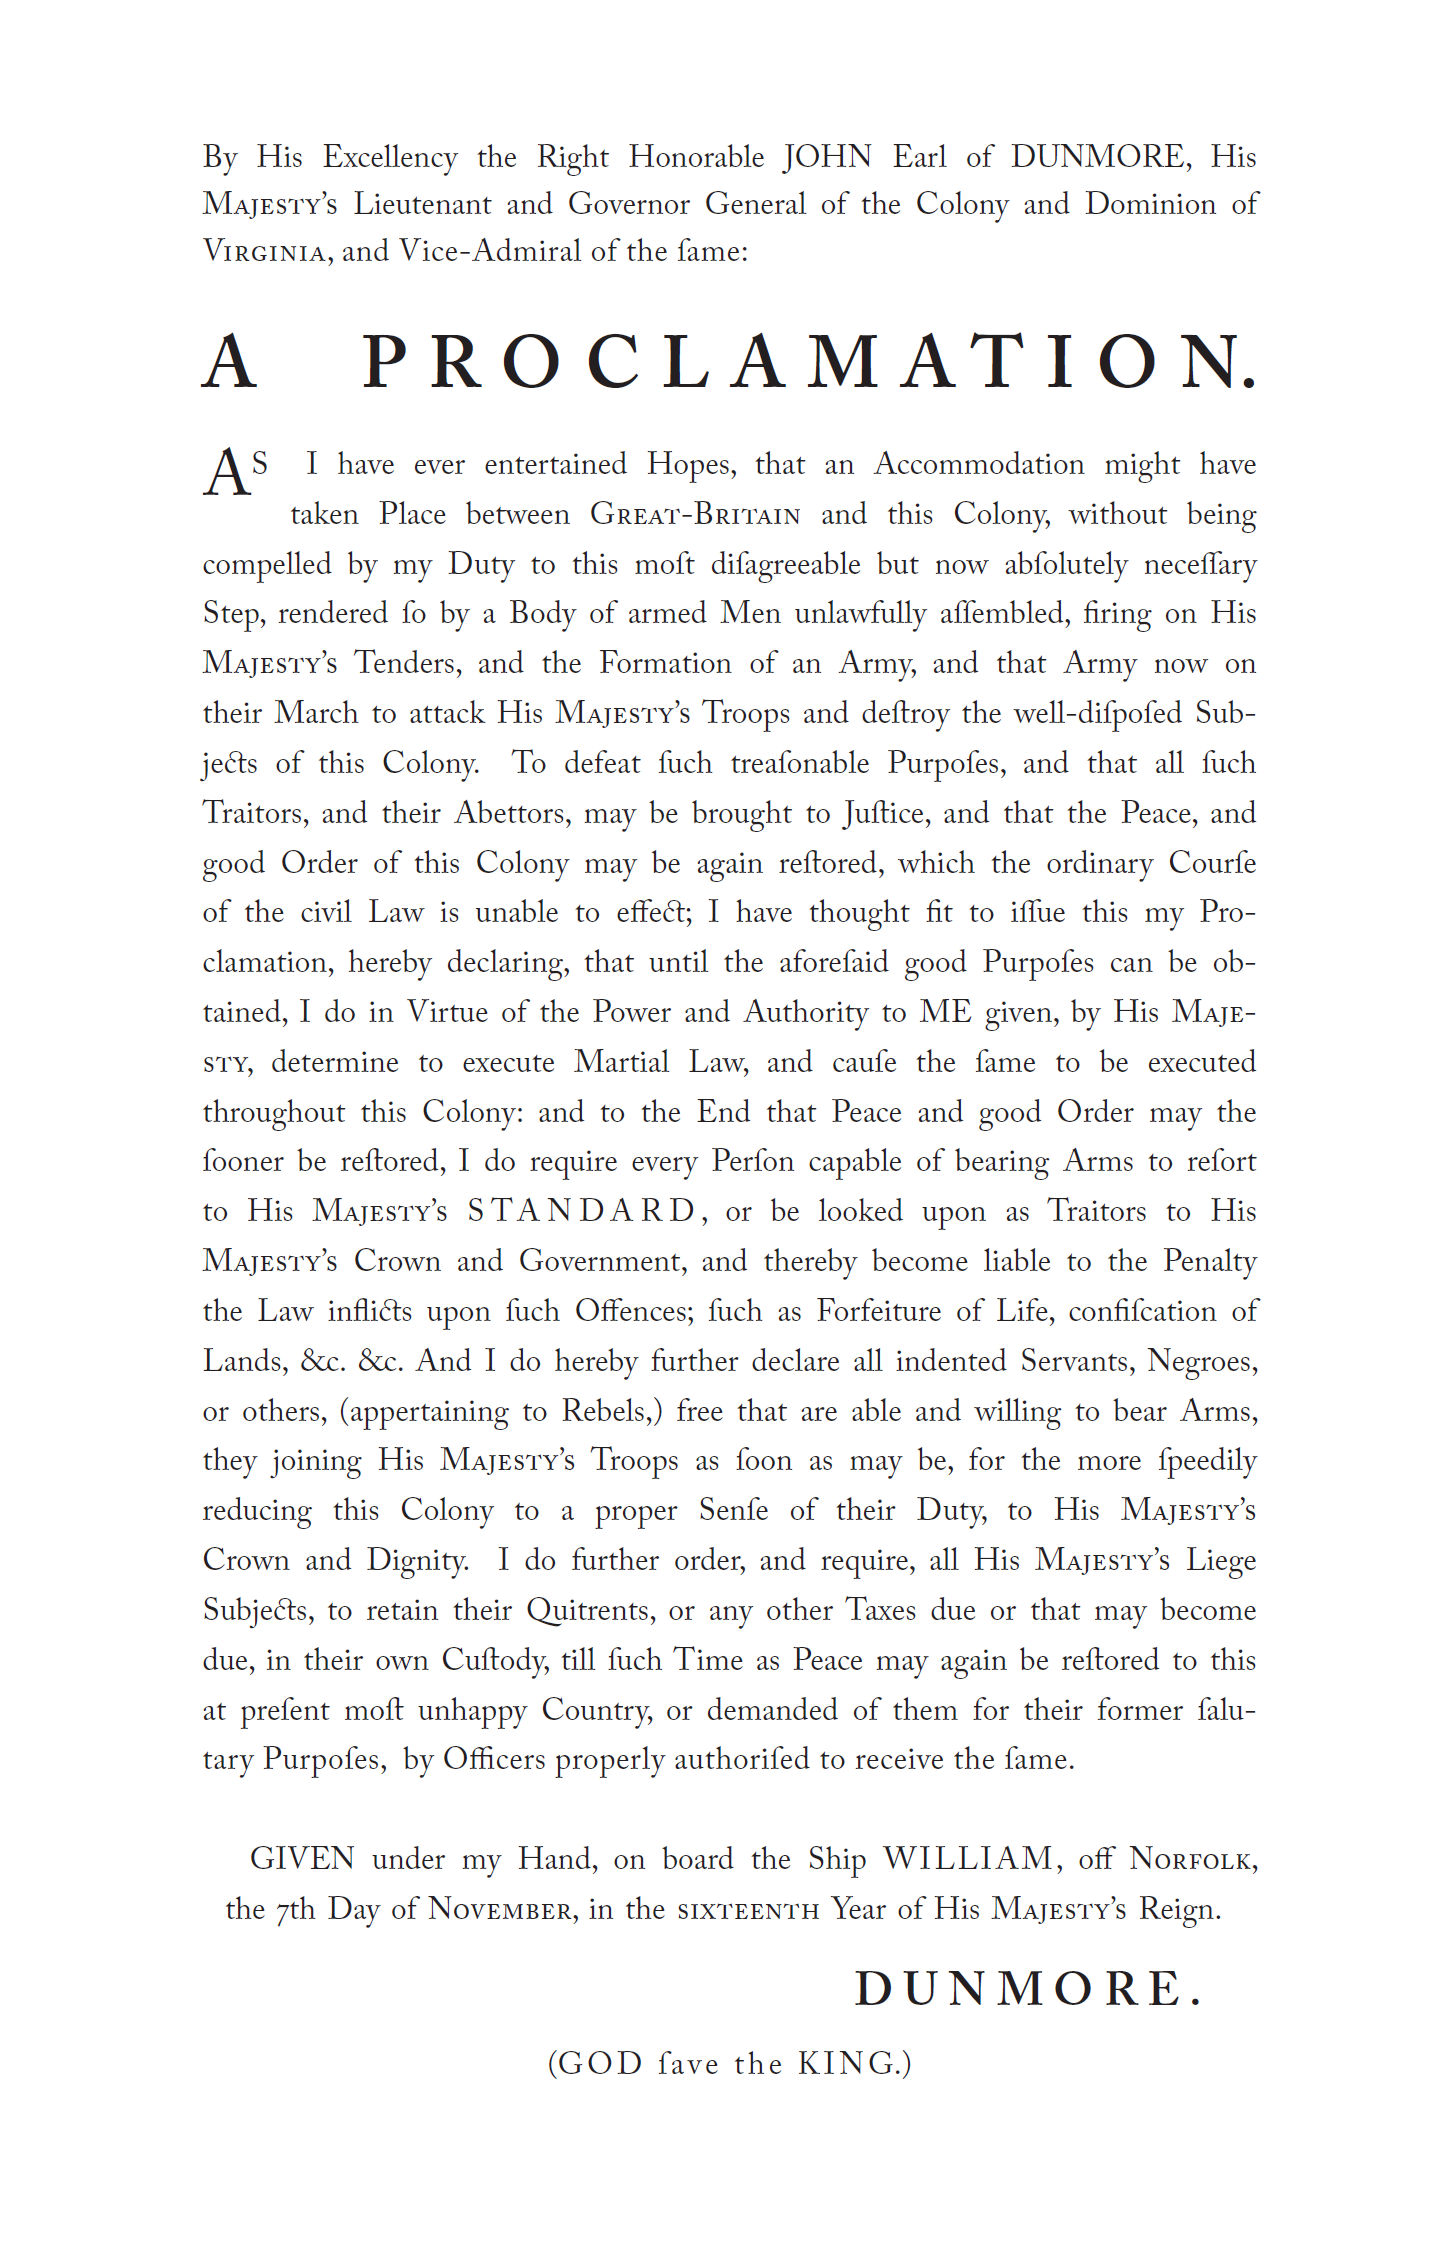 By His Excellency the Right Honorable JOHN Earl of DUNMORE, His
MAJESTY’S Lieutenant and Governor General of the Colony and Dominion of
VIRGINIA, and Vice-Admiral of the ſame:
A PROCLAMATION.
AS I have ever entertained Hopes, that an Accommodation might have
taken Place between GREAT-BRITAIN and this Colony, without being
compelled by my Duty to this moſt diſagreeable but now abſolutely neceſſary
Step, rendered ſo by a Body of armed Men unlawfully aſſembled, firing on His
MAJESTY’S Tenders, and the Formation of an Army, and that Army now on
their March to attack His MAJESTY’S Troops and deſtroy the well-diſpoſed Sub-
jects of this Colony. To defeat ſuch treaſonable Purpoſes, and that all ſuch
Traitors, and their Abettors, may be brought to Juſtice, and that the Peace, and
good Order of this Colony may be again reſtored, which the ordinary Courſe
of the civil Law is unable to effect; I have thought fit to iſſue this my Pro-
clamation, hereby declaring, that until the aforeſaid good Purpoſes can be ob-
tained, I do in Virtue of the Power and Authority to ME given, by His MAJE-
STY, determine to execute Martial Law, and cauſe the ſame to be executed
throughout this Colony: and to the End that Peace and good Order may the
ſooner be reſtored, I do require every Perſon capable of bearing Arms to reſort
to His MAJESTY’S STANDARD, or be looked upon as Traitors to His
MAJESTY’S Crown and Government, and thereby become liable to the Penalty
the Law inflicts upon ſuch Offences; ſuch as Forfeiture of Life, confiſcation of
Lands, &c. &c. And I do hereby further declare all indented Servants, Negroes,
or others, (appertaining to Rebels,) free that are able and willing to bear Arms,
they joining His MAJESTY’S Troops as ſoon as may be, for the more ſpeedily
reducing this Colony to a proper Senſe of their Duty, to His MAJESTY’S
Crown and Dignity. I do further order, and require, all His MAJESTY’S Liege
Subjects, to retain their Quitrents, or any other Taxes due or that may become
due, in their own Cuſtody, till ſuch Time as Peace may again be reſtored to this
at preſent moſt unhappy Country, or demanded of them for their former ſalu-
tary Purpoſes, by Officers properly authoriſed to receive the ſame.
GIVEN under my Hand, on board the Ship WILLIAM, off NORFOLK,
the 7th Day of NOVEMBER, in the SIXTEENTH Year of His MAJESTY’S Reign.
DUNMORE.
(GOD ſave the KING.)